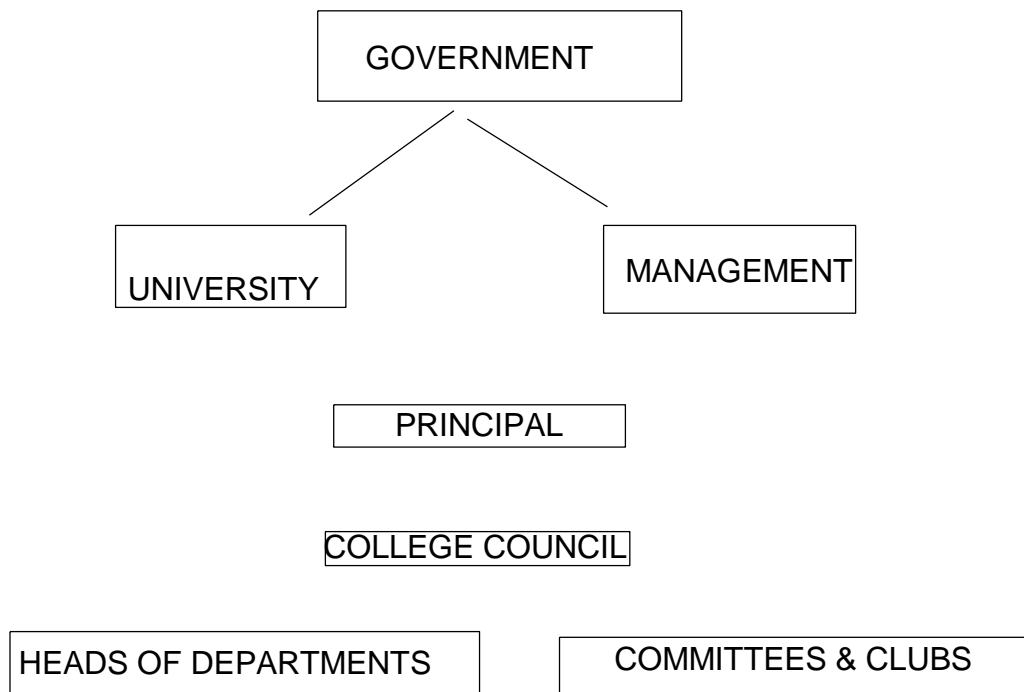 GOVERNMENT
UNIVERSITY
MANAGEMENT
PRINCIPAL
COLLEGE COUNCIL
HEADS OF DEPARTMENTS
COMMITTEES & CLUBS